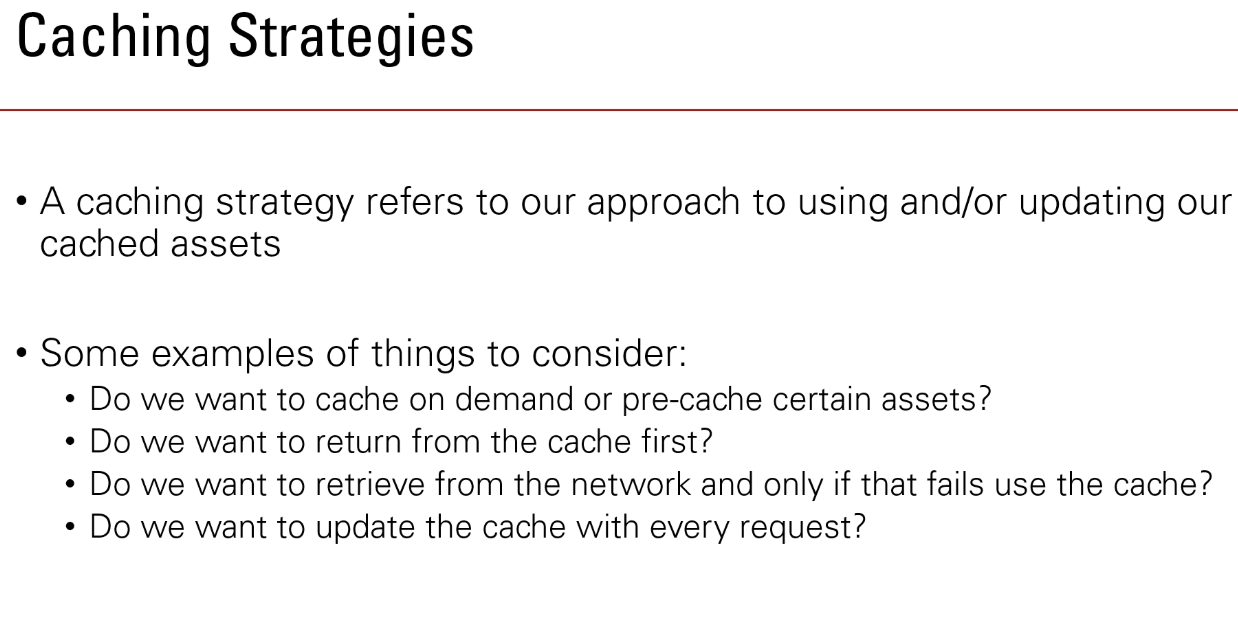 Caching Strategies
• A caching strategy refers to our approach to using and/or updating our
cached assets
• Some examples of things to consider:
• Do we want to cache on demand or pre-cache certain assets?
• Do we want to return from the cache first?
• Do we want to retrieve from the network and only if that fails use the cache?
• Do we want to update the cache with every request?